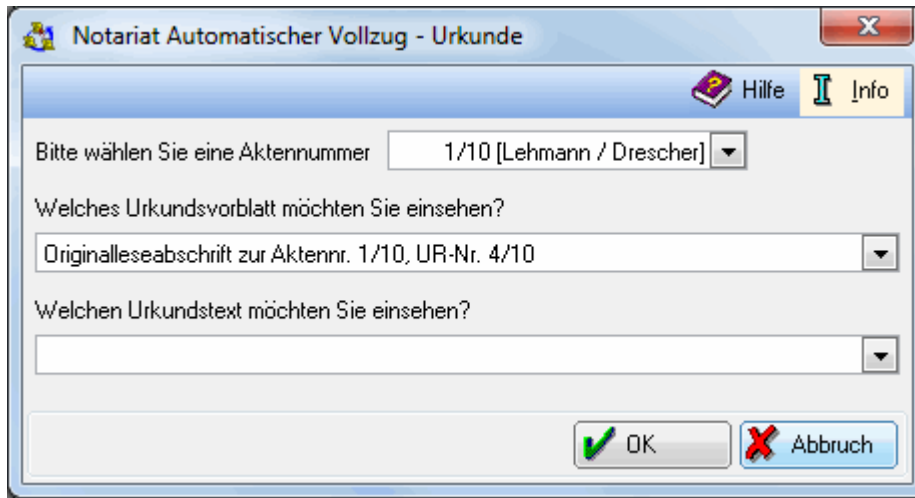 Notariat Automatischer Vollzug - Urkunde
Hilfe Info
Bitte wählen Sie eine Aktennummer 1/10 [Lehmann / Drescher]
Welches Urkundsvorblatt möchten Sie einsehen?
Originalleseabschrift zur Aktennr. 1/10, UR-Nr. 4/10
Welchen Urkundstext möchten Sie einsehen?
OK Abbruch